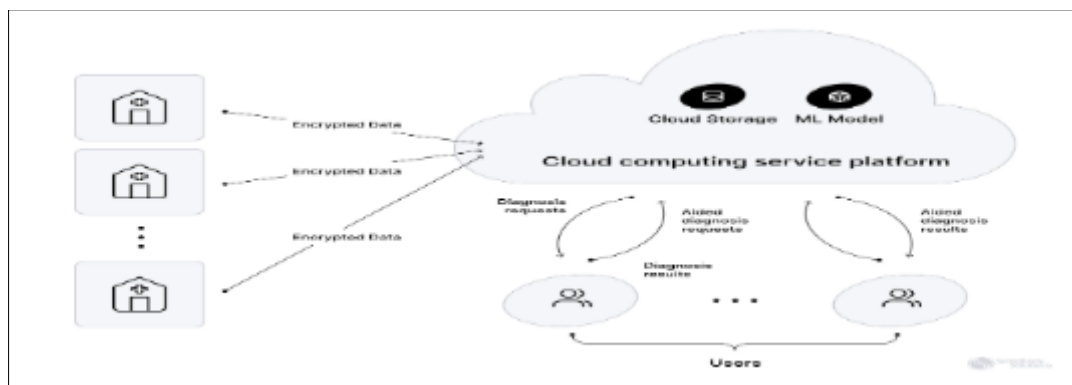 Encrypted Data
Encrypted Data
Encrypted Data
Cloud Storage
ML Model
Cloud computing service platform
Diagnosis
requests
Aided
diagnosis
requests
Diagnosis
results
Aided
diagnosis
results
Users